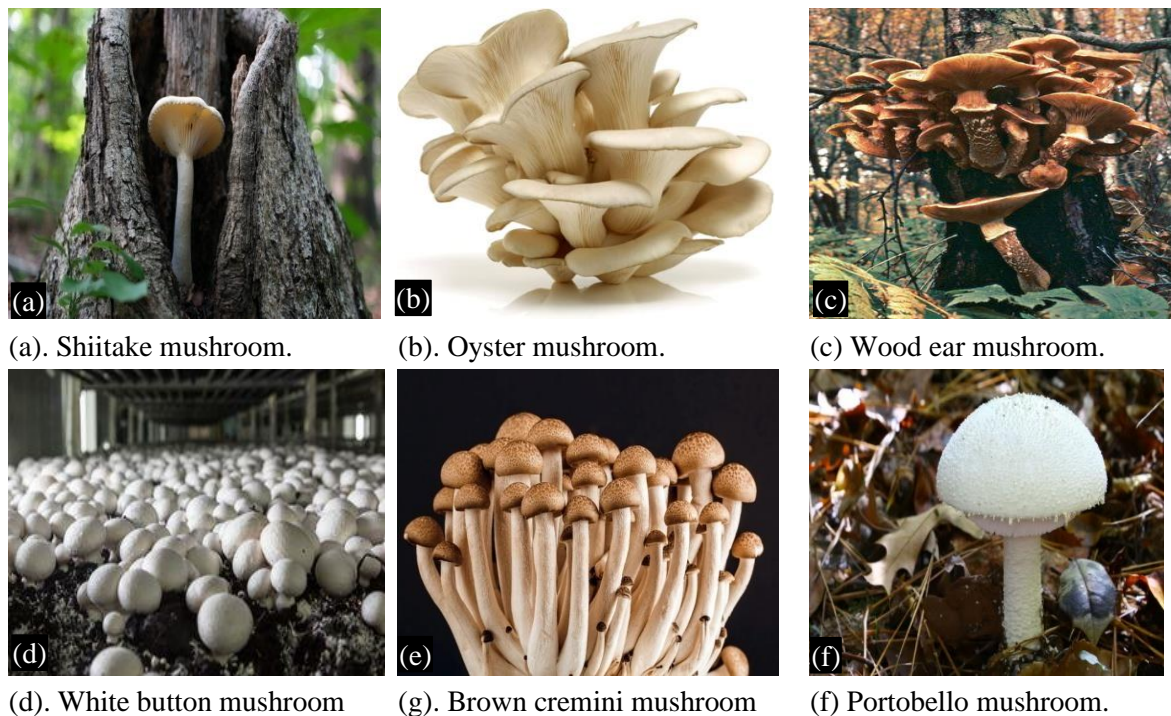 (a)
(b)
(c)
(a). Shiitake mushroom.
(b). Oyster mushroom.
(c) Wood ear mushroom.
(d)
(e)
(f)
(d). White button mushroom
(g). Brown cremini mushroom
(f) Portobello mushroom.